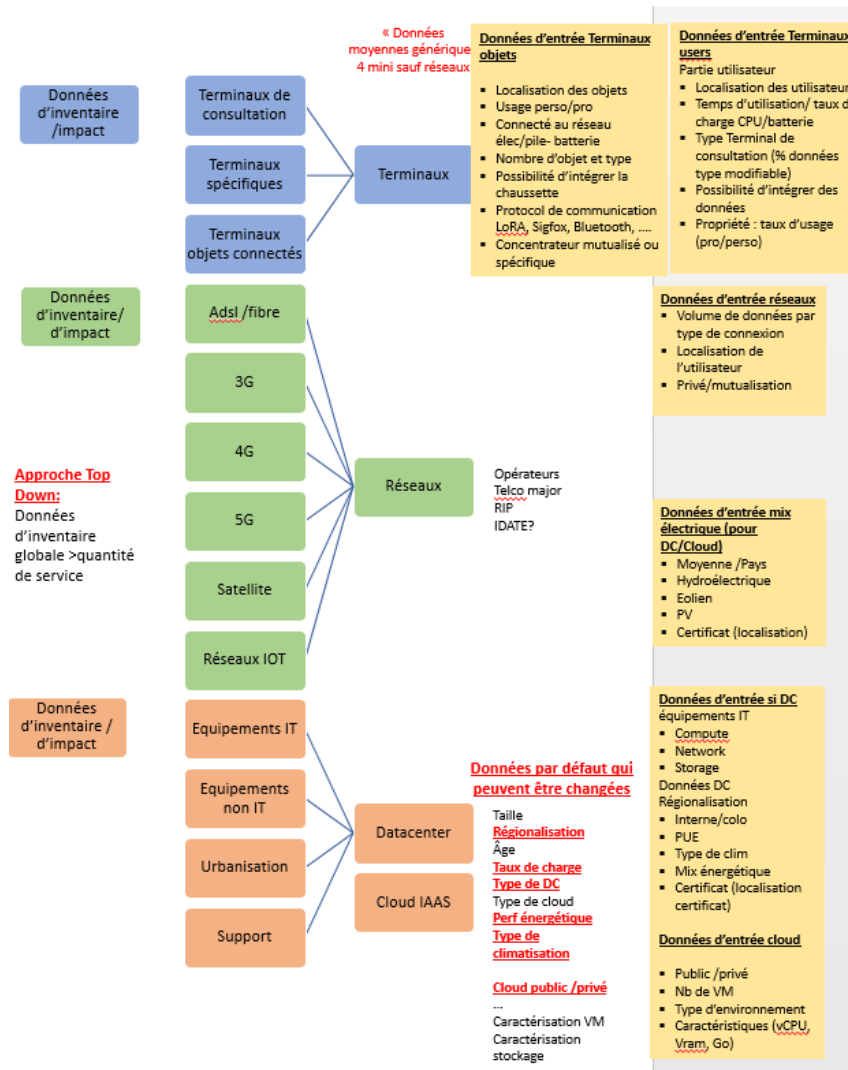 « Données
moyennes générique
4 mini sauf réseaux
Données d'entrée Terminaux
objets
▪ Localisation des objets
▪ Usage perso/pro
▪ Connecté au réseau
élec/pile- batterie
▪ Nombre d'objet et type
▪ Possibilité d'intégrer la
chaussette
▪ Protocol de communication
LoRA, Sigfox, Bluetooth, ....
▪ Concentrateur mutualisé ou
spécifique
Données d'entrée Terminaux
users
Partie utilisateur
▪ Localisation des utilisateur
▪ Temps d'utilisation/ taux d
charge CPU/batterie
▪ Type Terminal de
consultation (% données
type modifiable)
▪ Possibilité d'intégrer des
données
▪ Propriété : taux d'usage
(pro/perso)
Données
d'inventaire
/impact
Terminaux de
consultation
Terminaux
spécifiques
Terminaux
objets connectés
Terminaux
Données
d'inventaire/
d'impact
Adsl /fibre
3G
4G
5G
Satellite
Réseaux IOT
Réseaux
Opérateurs
Telco major
RIP
IDATE?
Données d'entrée réseaux
▪ Volume de données par
type de connexion
▪ Localisation de
l'utilisateur
▪ Privé/mutualisation
Approche Top
Down:
Données
d'inventaire
globale >quantité
de service
Données d'entrée mix
électrique (pour
DC/Cloud)
▪ Moyenne /Pays
▪ Hydroélectrique
▪ Eolien
▪ PV
▪ Certificat (localisation)
Données
d'inventaire /
d'impact
Equipements IT
Equipements
non IT
Urbanisation
Support
Datacenter
Cloud IAAS
Données par défaut qui
peuvent être changées
Taille
Régionalisation
Âge
Taux de charge
Type de DC
Type de cloud
Perf énergétique
Type de
climatisation
Cloud public /privé
...
Caractérisation VM
Caractérisation
stockage
Données d'entrée si DC
équipements IT
▪ Compute
▪ Network
▪ Storage
Données DC
Régionalisation
▪ Interne/colo
▪ PUE
▪ Type de clim
▪ Mix énergétique
▪ Certificat (localisation
certificat)
Données d'entrée cloud
▪ Public /privé
▪ Nb de VM
▪ Type d'environnement
▪ Caractéristiques (vCPU,
Vram, Go)